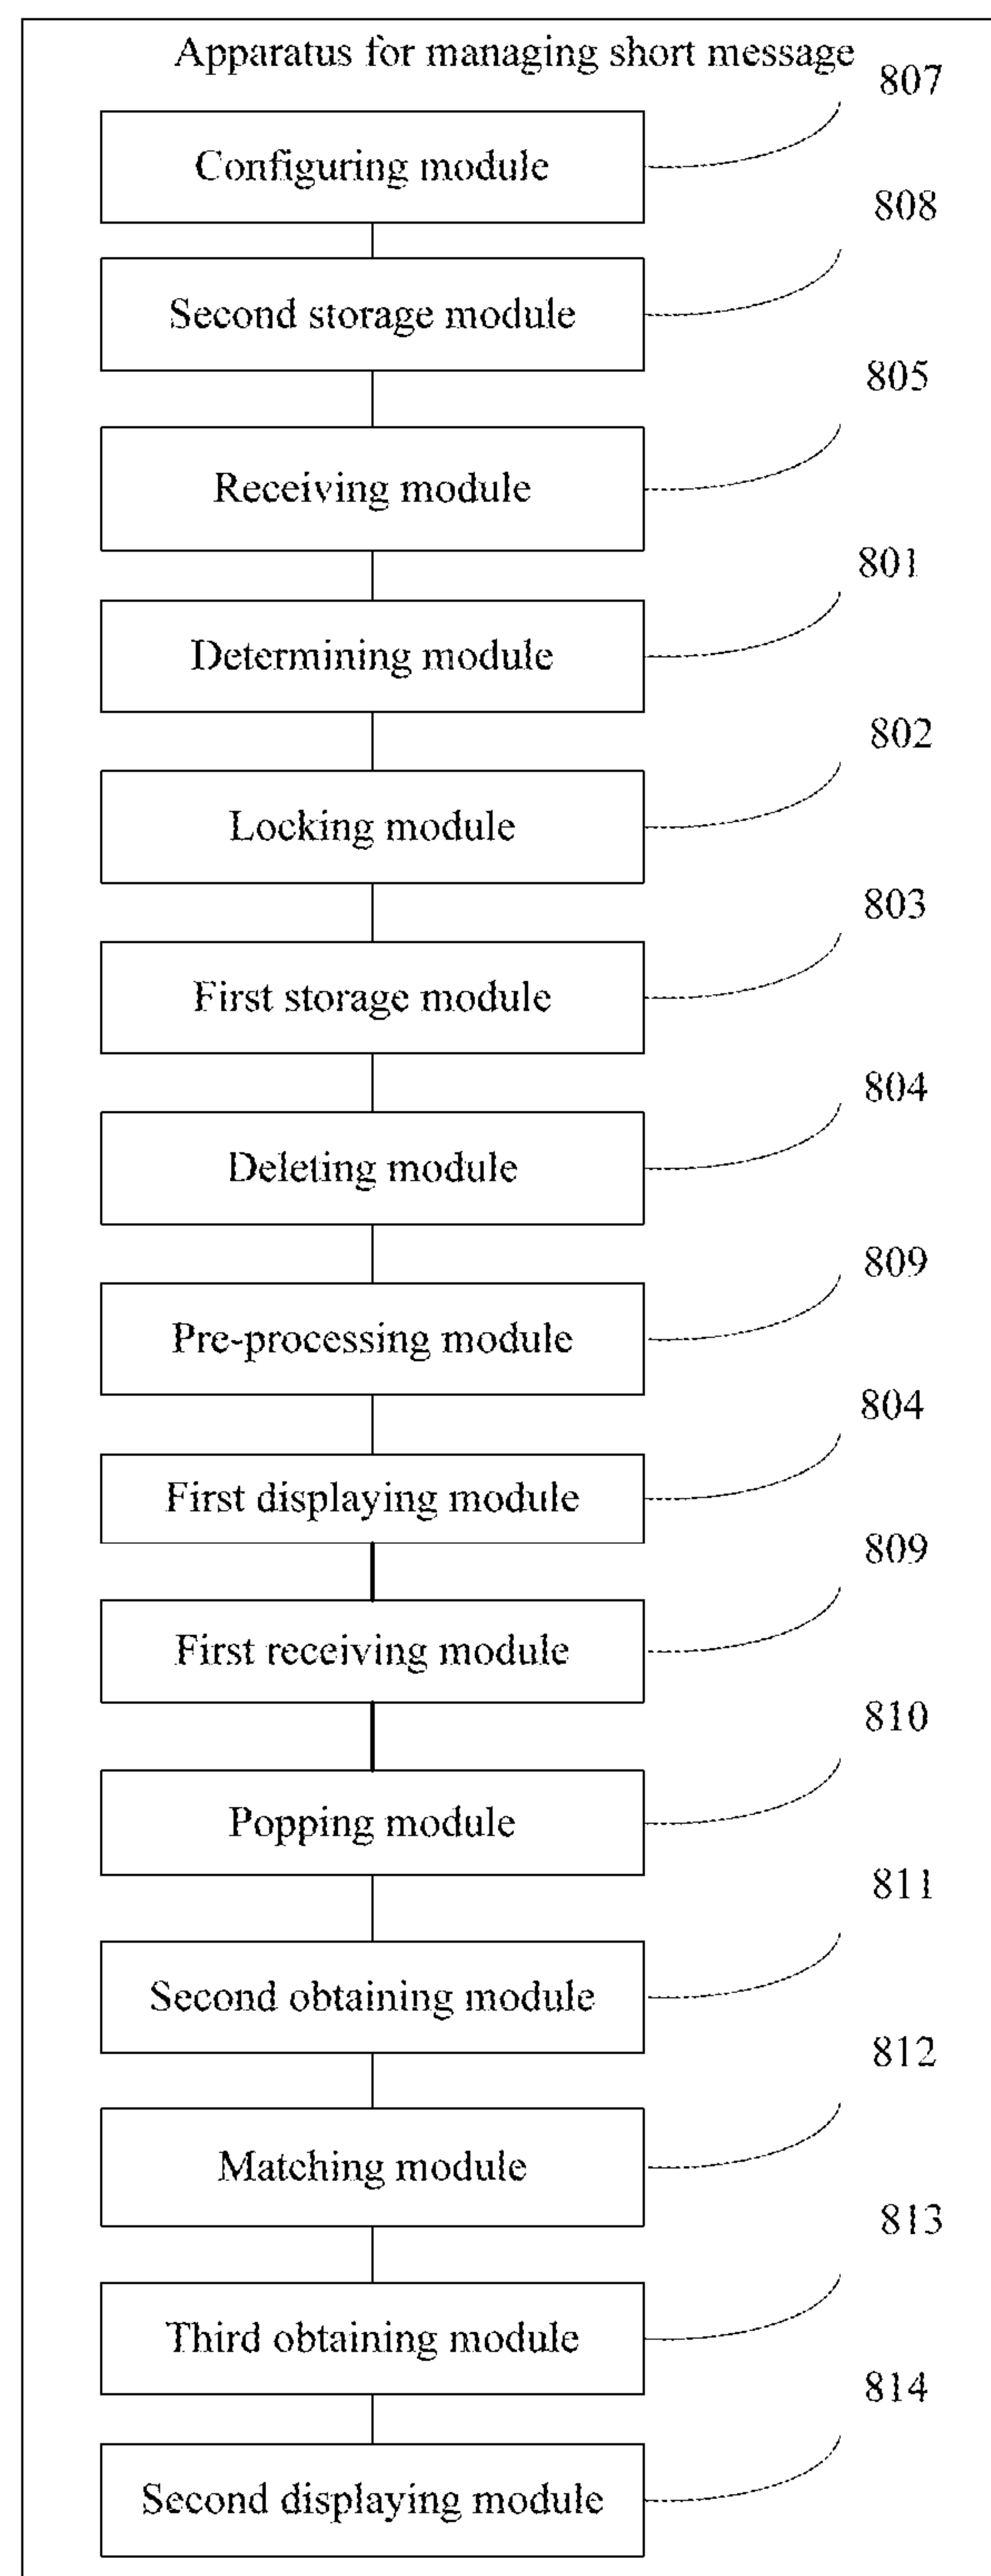 Apparatus for managing short message
807
Configuring module
808
Second storage module
805
Receiving module
801
Determining module
802
Locking module
803
First storage module
804
Deleting module
809
Pre-processing module
804
First displaying module
809
First receiving module
810
Popping module
811
Second obtaining module
812
Matching module
813
Third obtaining module
814
Second displaying module